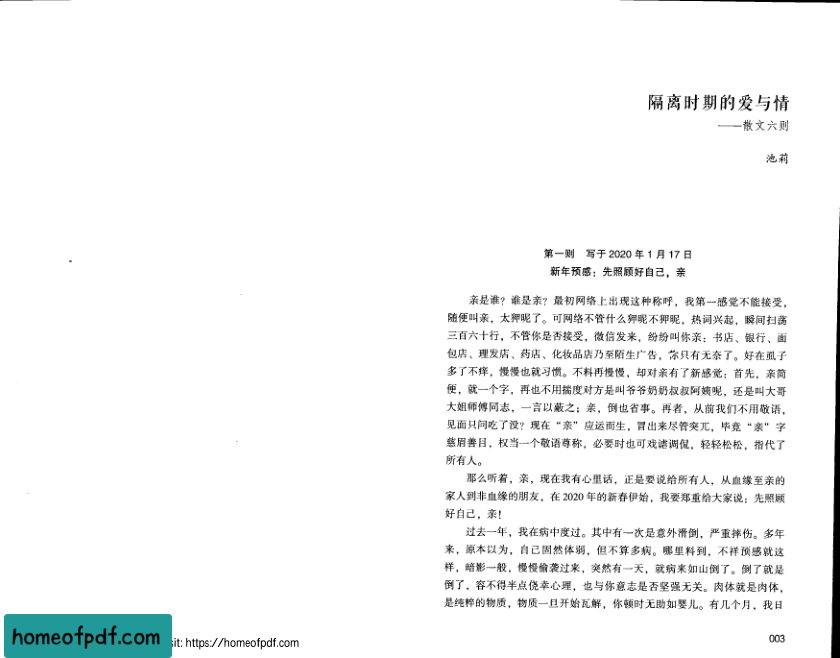 隔离时期的爱与情
——散文六则
池莉
第一则 写于 2020 年 1 月 17 日
新年预感：先照顾好自己，亲
亲是谁？谁是亲？最初网络上出现这种称呼，我第一感觉不能接受，
随便叫亲，太狎昵了。可网络不管什么狎昵不狎昵，热词兴起，瞬间扫荡
三百六十行，不管你是否接受，微信发来，纷纷叫你亲：书店、银行、面
包店、理发店、药店、化妆品店乃至陌生广告，你只有无奈了。好在虱子
多了不痒，慢慢也就习惯。不料再慢慢，却对亲有了新感觉：首先，亲简
便，就一个字，再也不用揣度对方是叫爷爷奶奶叔叔阿姨呢，还是叫大哥
大姐师傅同志，一言以蔽之；亲，倒也省事。再者，从前我们不用敬语，
见面只问吃了没？现在“亲”应运而生，冒出来尽管突兀，毕竟“亲”字
慈眉善目，权当一个敬语尊称，必要时也可戏谑调侃，轻轻松松，指代了
所有人。
那么听着，亲，现在我有心里话，正是要说给所有人，从血缘至亲的
家人到非血缘的朋友，在 2020 年的新春伊始，我要郑重给大家说：先照顾
好自己，亲！
过去一年，我在病中度过。其中有一次是意外滑倒，严重摔伤。多年
来，原本以为，自己固然体弱，但不算多病。哪里料到，不祥预感就这
样，暗影一般，慢慢偷袭过来，突然有一天，就病来如山倒了。倒了就是
倒了，容不得半点侥幸心理，也与你意志是否坚强无关。肉体就是肉体，
是纯粹的物质，物质一旦开始瓦解，你顿时无助如婴儿。有几个月，我日
003
homeofpdf.com
sit: https://homeofpdf.com